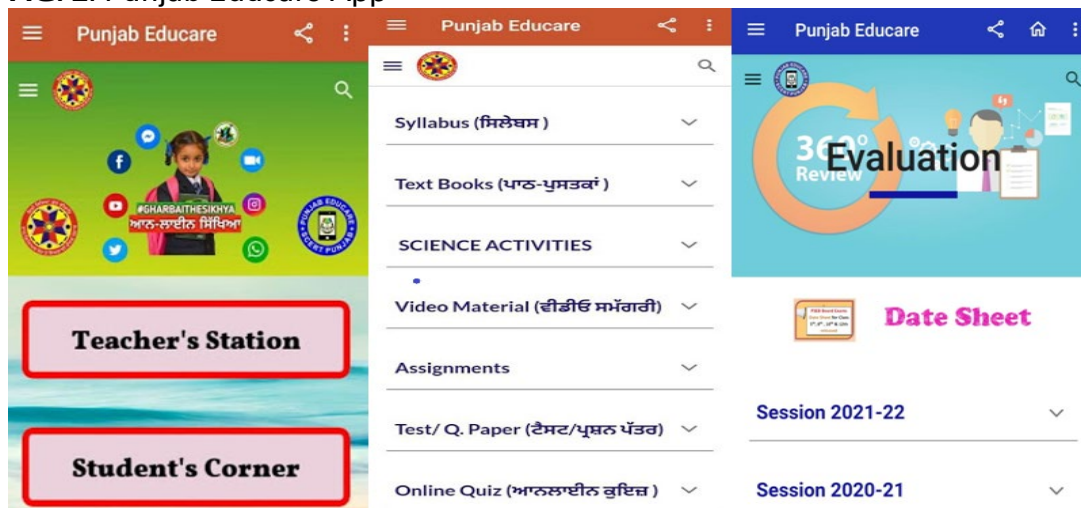 Punjab Educare
#GHARBAITHESIKHYA
ਆਨ-ਲਾਈਨ ਸਿੱਖਿਆ
Teacher's Station
Student's Corner
Punjab Educare
Syllabus (ਸਿਲੇਬਸ )
Text Books (ਪਾਠ-ਪੁਸਤਕਾਂ )
SCIENCE ACTIVITIES
Video Material (ਵੀਡੀਓ ਸਮੱਗਰੀ)
Assignments
Test/ Q. Paper (ਟੈਸਟ/ਪ੍ਰਸ਼ਨ ਪੱਤਰ)
Online Quiz (ਆਨਲਾਈਨ ਕੁਇਜ਼ )
Punjab Educare
360°
Review
Evaluation
Date Sheet
Session 2021-22
Session 2020-21